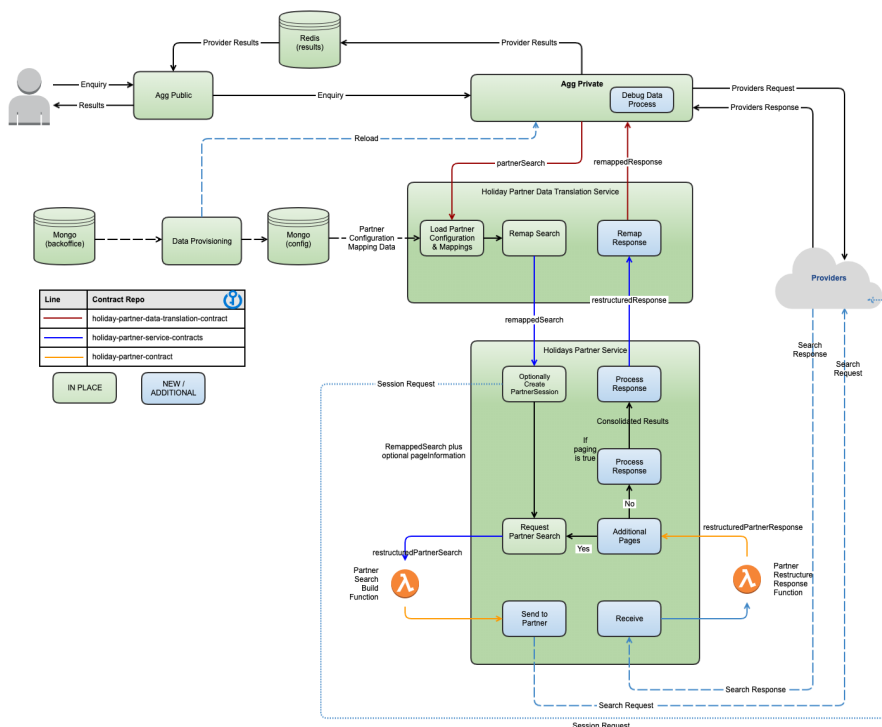 Redis
(results)
Provider Results
Provider Results
Enquiry
Results
Agg Public
Enquiry
Agg Private
Debug Data
Process
Providers Request
Providers Response
Reload
partnerSearch
remappedResponse
Holiday Partner Data Translation Service
Mongo
(backoffice)
Data Provisioning
Mongo
(config)
Partner
Configuration
Mapping Data
Load Partner
Configuration
& Mappings
Remap Search
Remap
Response
Providers
Line
Contract Repo
holiday-partner-data-translation-contract
holiday-partner-service-contracts
holiday-partner-contract
IN PLACE
NEW /
ADDITIONAL
restructuredResponse
remappedSearch
Holidays Partner Service
Search
Response
Search
Request
Session Request
Optionally
Create
PartnerSession
Process
Response
Consolidated Results
If
paging
is true
RemappedSearch plus
optional pageInformation
Process
Response
No
Request
Partner Search
Yes
Additional
Pages
restructuredPartnerResponse
restructuredPartnerSearch
Partner
Search
Build
Function
Partner
Restructure
Response
Function
Send to
Partner
Receive
Search Response
Search Request
Session Request